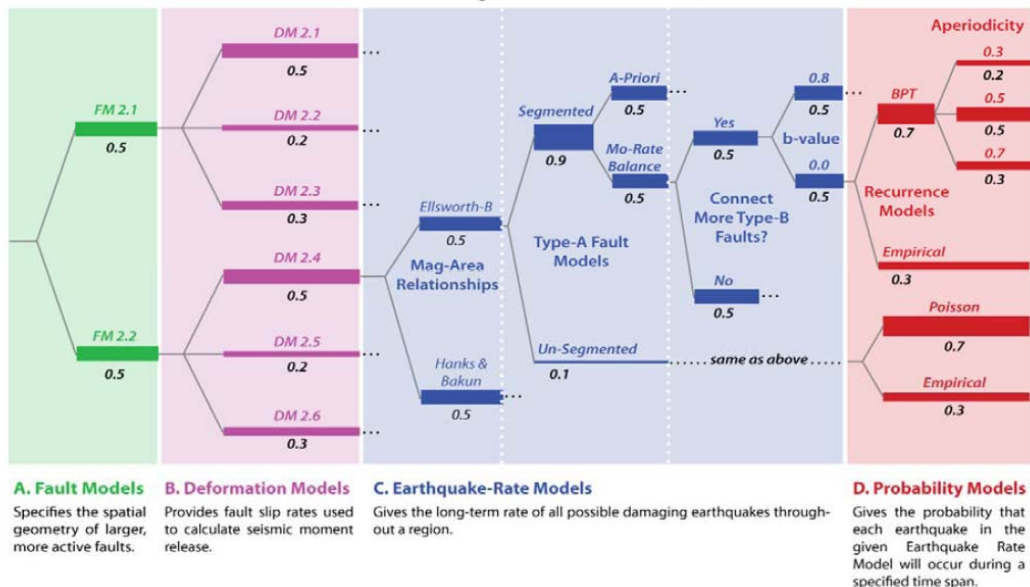 Aperiodicity
DM 2.1
...
0.5
FM 2.1
0.5
DM 2.2
...
0.2
DM 2.3
...
0.3
DM 2.4
0.5
FM 2.2
0.5
DM 2.5
...
0.2
DM 2.6
...
0.3
Ellsworth-B
0.5
Mag-Area
Relationships
Hanks &
Bakun
...
0.5
Segmented
0.9
A-Priori
...
0.5
Mo-Rate
Balance
0.5
Type-A Fault
Models
Un-Segmented
0.1
same as above
Yes
0.5
Connect
More Type-B
Faults?
No
...
0.5
0.8
...
0.5
b-value
0.0
0.5
BPT
0.7
0.3
0.2
0.5
0.5
0.7
0.3
Recurrence
Models
Empirical
0.3
Poisson
0.7
Empirical
0.3
A. Fault Models
Specifies the spatial
geometry of larger,
more active faults.
B. Deformation Models
Provides fault slip rates used
to calculate seismic moment
release.
C. Earthquake-Rate Models
Gives the long-term rate of all possible damaging earthquakes through-
out a region.
D. Probability Models
Gives the probability that
each earthquake in the
given Earthquake Rate
Model will occur during a
specified time span.